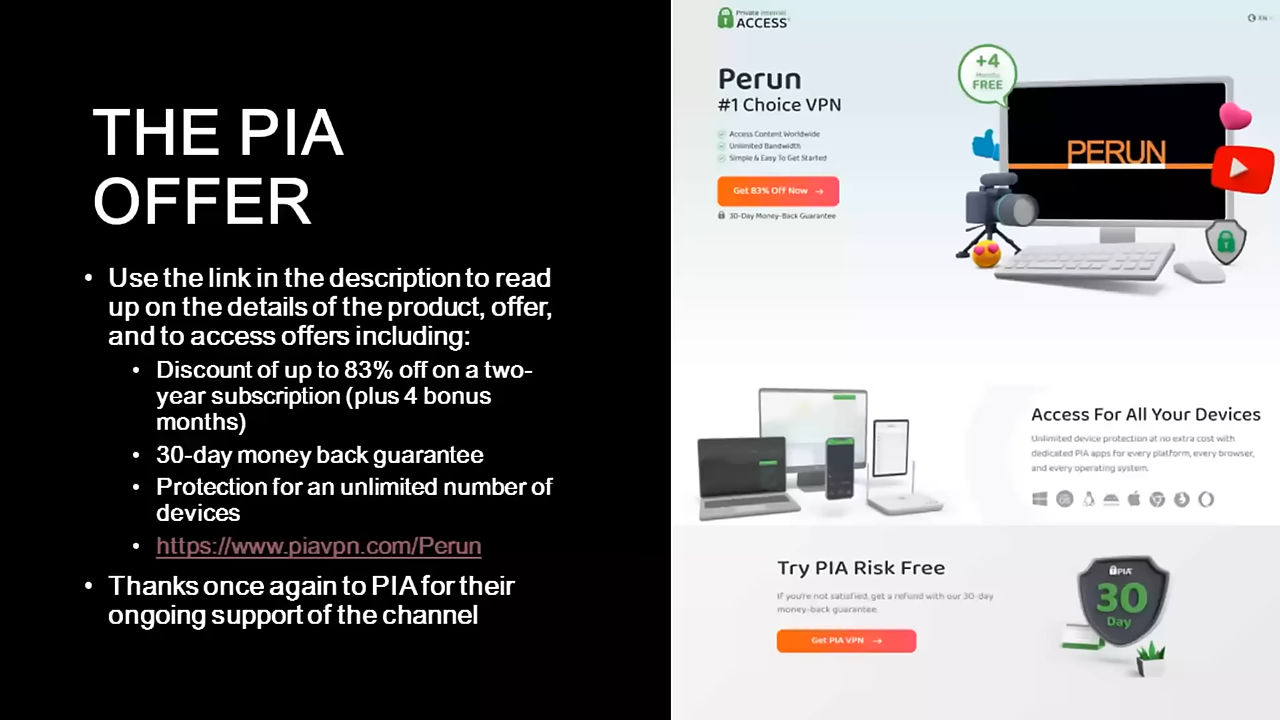 THE PIA
OFFER
• Use the link in the description to read
up on the details of the product, offer,
and to access offers including:
• Discount of up to 83% off on a two-
year subscription (plus 4 bonus
months)
• 30-day money back guarantee
• Protection for an unlimited number of
devices
• https://www.piavpn.com/Perun
• Thanks once again to PIA for their
ongoing support of the channel
Private Internet
ACCESS
EN
Perun
#1 Choice VPN
Access Content Worldwide
Unlimited Bandwidth
Simple & Easy To Get Started
Get 83% Off Now →
30-Day Money-Back Guarantee
+4
Months
FREE
PERUN
Access For All Your Devices
Unlimited device protection at no extra cost with
dedicated PIA apps for every platform, every browser,
and every operating system.
Try PIA Risk Free
If you're not satisfied, get a refund with our 30-day
money-back guarantee.
Get PIA VPN →
PIA
30
Day